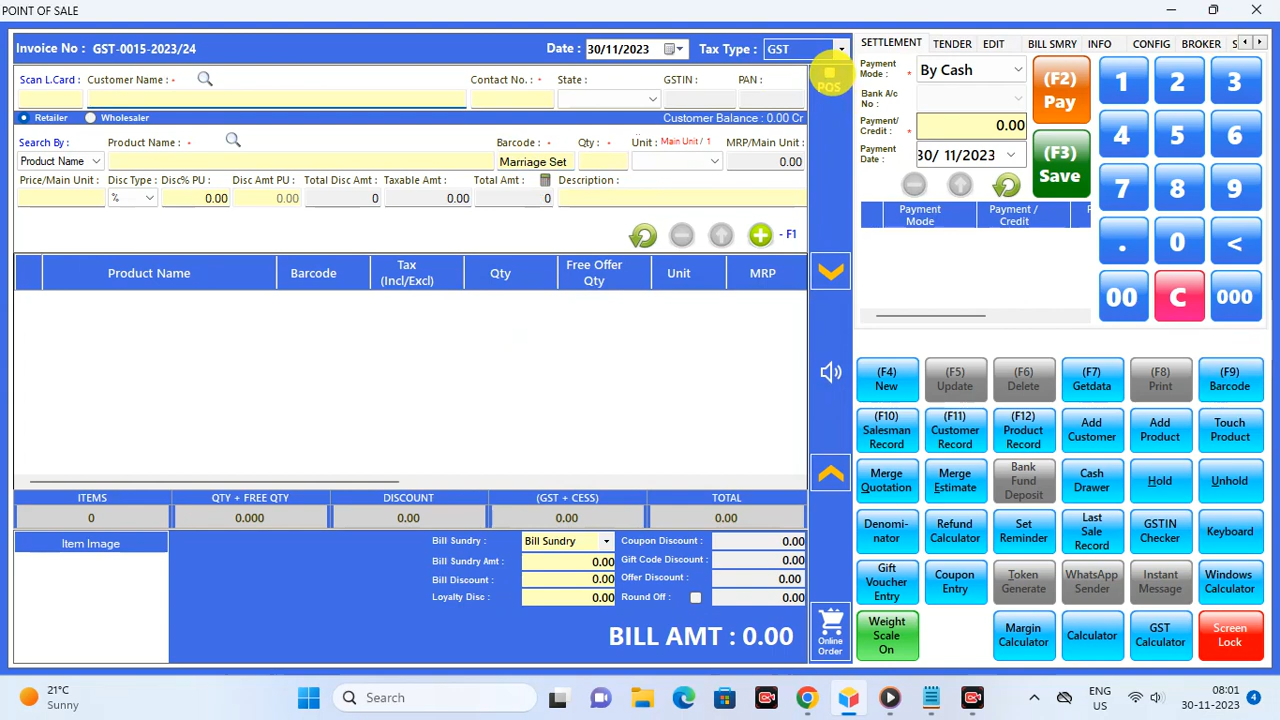 POINT OF SALE
Invoice No : GST-0015-2023/24
Date : 30/11/2023
Tax Type : GST
Scan L.Card: Customer Name : * Contact No. : * State : GSTIN : PAN :
Retailer Wholesaler Customer Balance : 0.00 Cr
Search By : Product Name : * Barcode : * Qty : * Unit : Main Unit / 1 MRP/Main Unit :
Product Name Marriage Set 0.00
Price/Main Unit : Disc Type : Disc% PU : Disc Amt PU : Total Disc Amt : Taxable Amt : Total Amt : Description :
% 0.00 0.00 0 0.00 0
- F1
Product Name Barcode Tax (Incl/Excl) Qty Free Offer Qty Unit MRP
ITEMS QTY + FREE QTY DISCOUNT (GST + CESS) TOTAL
0 0.000 0.00 0.00 0.00
Item Image
Bill Sundry : Bill Sundry Coupon Discount : 0.00
Bill Sundry Amt : 0.00 Gift Code Discount : 0.00
Bill Discount : 0.00 Offer Discount : 0.00
Loyalty Disc : 0.00 Round Off : 0.00
BILL AMT : 0.00
POS
Online Order
SETTLEMENT TENDER EDIT BILL SMRY INFO CONFIG BROKER
Payment Mode : * By Cash
Bank A/c No :
Payment/ Credit : * 0.00
Payment Date : 30/ 11/2023
(F2) Pay
(F3) Save
Payment Mode Payment / Credit
1 2 3
4 5 6
7 8 9
. 0 <
00 C 000
(F4) New (F5) Update (F6) Delete (F7) Getdata (F8) Print (F9) Barcode
(F10) Salesman Record (F11) Customer Record (F12) Product Record Add Customer Add Product Touch Product
Merge Quotation Merge Estimate Bank Fund Deposit Cash Drawer Hold Unhold
Denomi- nator Refund Calculator Set Reminder Last Sale Record GSTIN Checker Keyboard
Gift Voucher Entry Coupon Entry Token Generate WhatsApp Sender Instant Message Windows Calculator
Weight Scale On Margin Calculator Calculator GST Calculator Screen Lock
21°C
Sunny
Search
ENG
US
08:01
30-11-2023
4